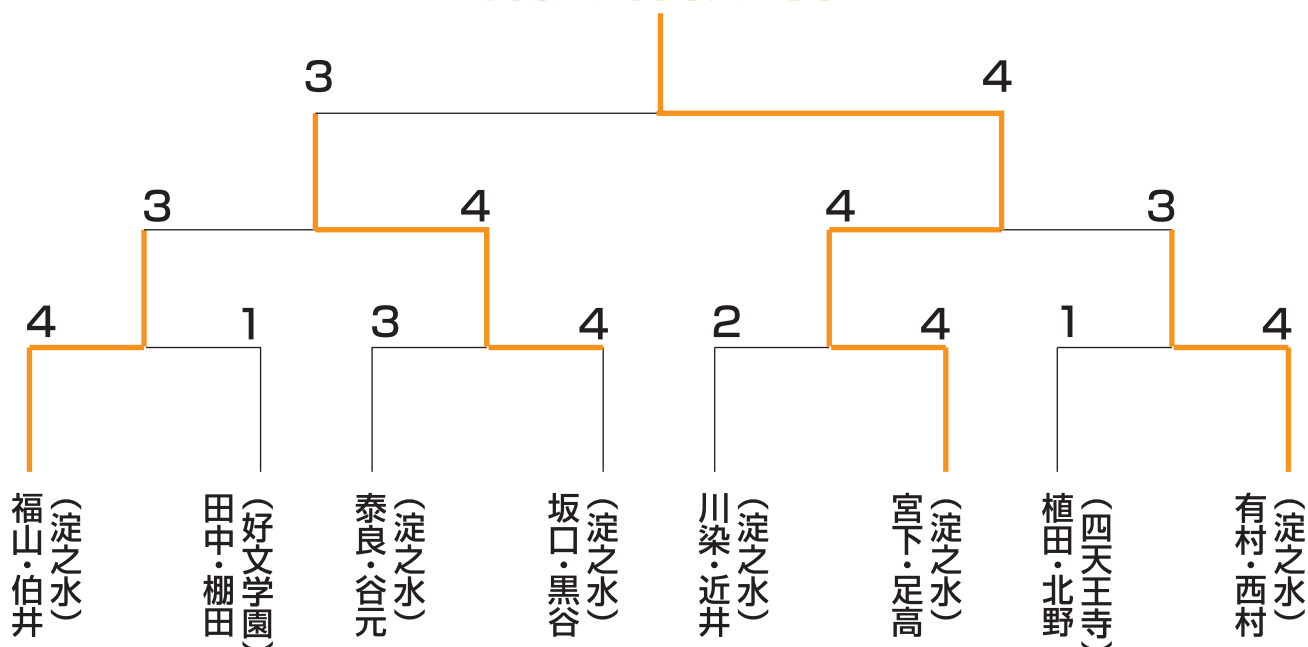 3
4
3
4
4
3
4
1
3
4
2
4
1
4
福山・伯井
(淀之水)
田中・棚田
(好文学園)
泰良・谷元
(淀之水)
坂口・黒谷
(淀之水)
川染・近井
(淀之水)
宮下・足高
(淀之水)
植田・北野
(四天王寺)
有村・西村
(淀之水)